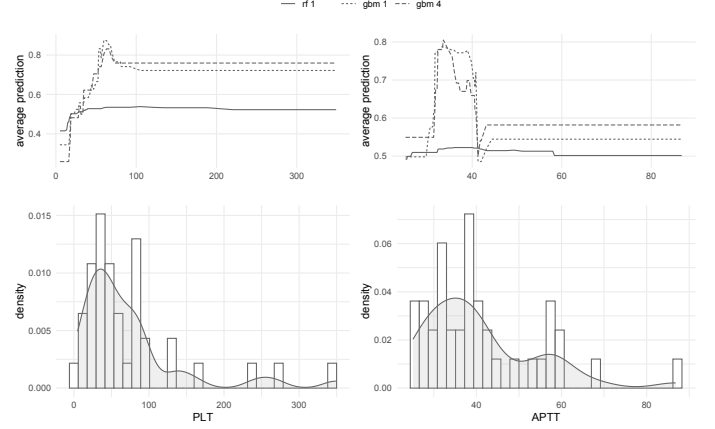 rf 1 gbm 1 gbm 4
average prediction
0.8
0.6
0.4
0 100 200 300
average prediction
0.8
0.7
0.6
0.5
40 60 80
density
0.015
0.010
0.005
0.000
0 100 200 300
PLT
density
0.06
0.04
0.02
0.00
40 60 80
APTT